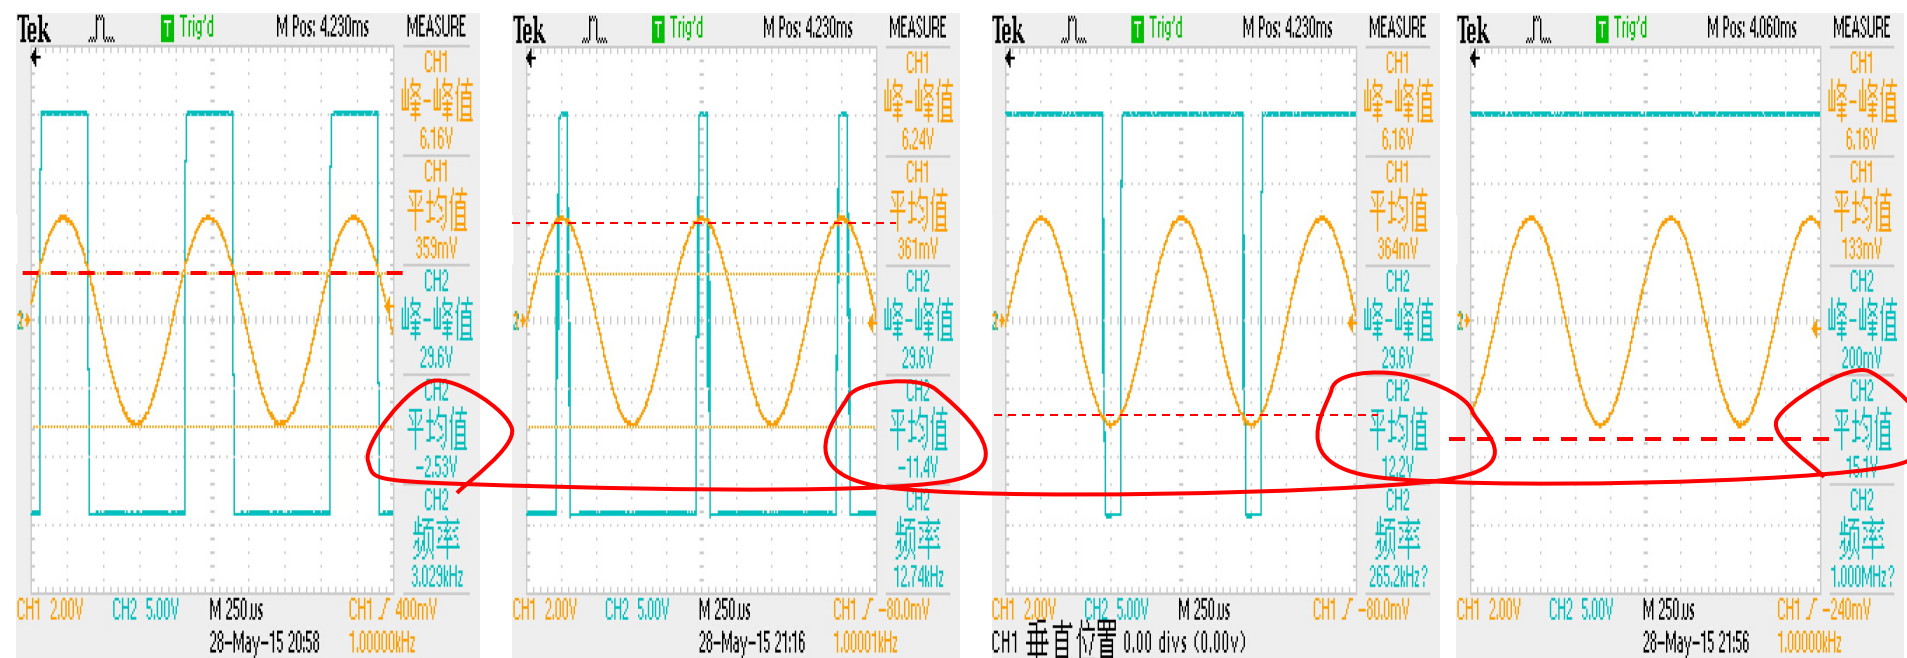 Tek
T Trig'd
M Pos: 4.230ms
MEASURE
CH1
峰-峰值
6.16V
CH1
平均值
359mV
CH2
峰-峰值
29.6V
CH2
平均值
-2.53V
CH2
频率
3.029kHz
2
CH1 2.00V
CH2 5.00V
M 250us
CH1 / 400mV
28-May-15 20:58
1.00000kHz
Tek
T Trig'd
M Pos: 4.230ms
MEASURE
CH1
峰-峰值
6.24V
CH1
平均值
361mV
CH2
峰-峰值
29.6V
CH2
平均值
-11.4V
CH2
频率
12.74kHz
2
CH1 2.00V
CH2 5.00V
M 250us
CH1 / -80.0mV
28-May-15 21:16
1.00001kHz
Tek
T Trig'd
M Pos: 4.230ms
MEASURE
CH1
峰-峰值
6.16V
CH1
平均值
364mV
CH2
峰-峰值
29.6V
CH2
平均值
12.2V
CH2
频率
265.2kHz?
2
CH1 2.00V
CH2 5.00V
M 250us
CH1 / -80.0mV
CH1 垂直位置 0.00 divs (0.00v)
Tek
T Trig'd
M Pos: 4.060ms
MEASURE
CH1
峰-峰值
6.16V
CH1
平均值
133mV
CH2
峰-峰值
200mV
CH2
平均值
15.1V
CH2
频率
1.000MHz?
2
CH1 2.00V
CH2 5.00V
M 250us
CH1 / -240mV
28-May-15 21:56
1.00000kHz